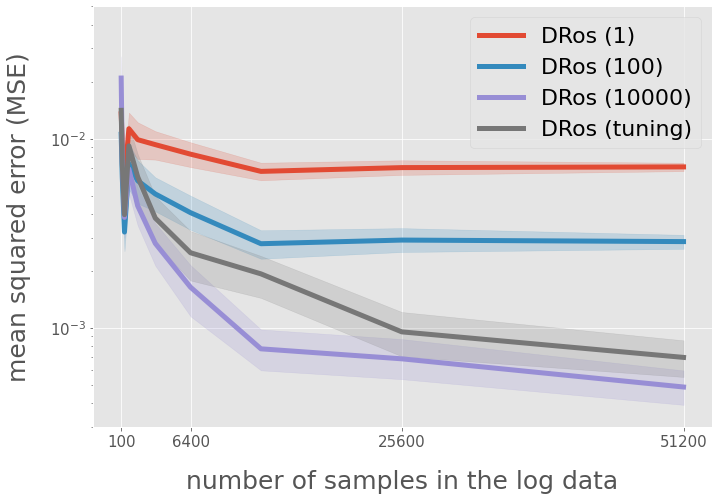 mean squared error (MSE)
10⁻²
10⁻³
DRos (1)
DRos (100)
DRos (10000)
DRos (tuning)
100 6400 25600 51200
number of samples in the log data